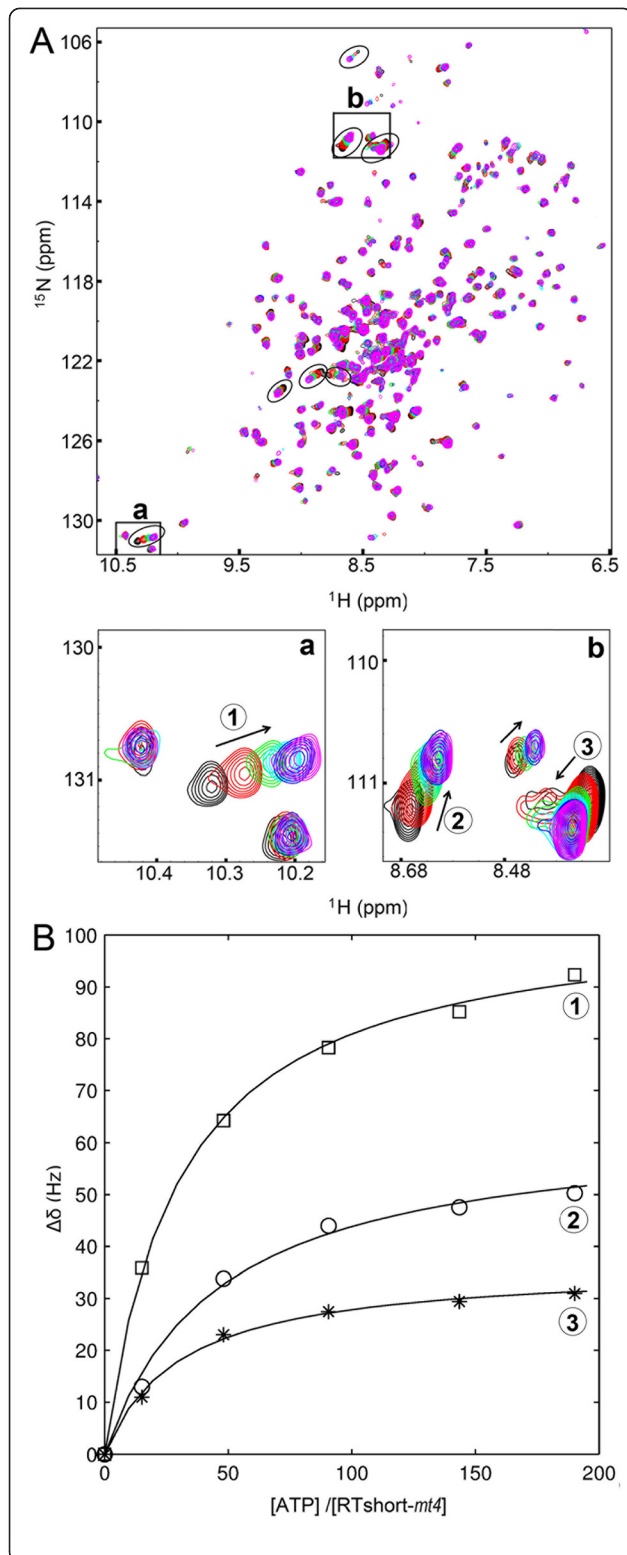 A
106
110
114
118
122
126
130
¹⁵N (ppm)
b
a
10.5 9.5 8.5 7.5 6.5
¹H (ppm)
130
131
a
①
10.4 10.3 10.2
110
111
b
③
②
8.68 8.48
¹H (ppm)
B
100
90
80
70
60
50
40
30
20
10
0
Δδ (Hz)
①
②
③
0 50 100 150 200
[ATP] /[RTshort-mt4]